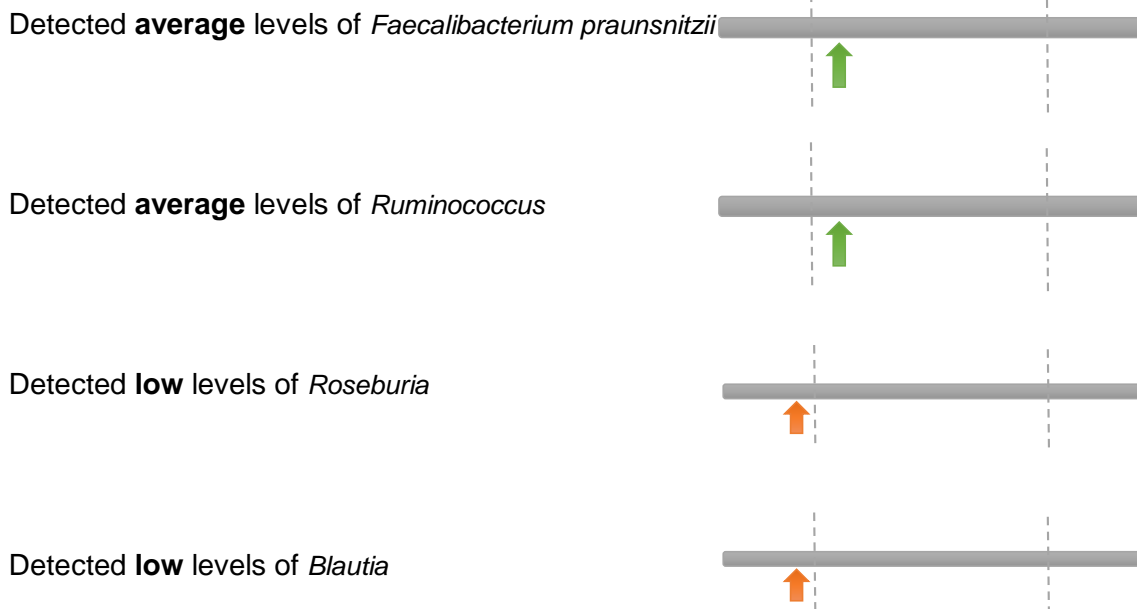 Detected average levels of Faecalibacterium praunsnitzii
Detected average levels of Ruminococcus
Detected low levels of Roseburia
Detected low levels of Blautia